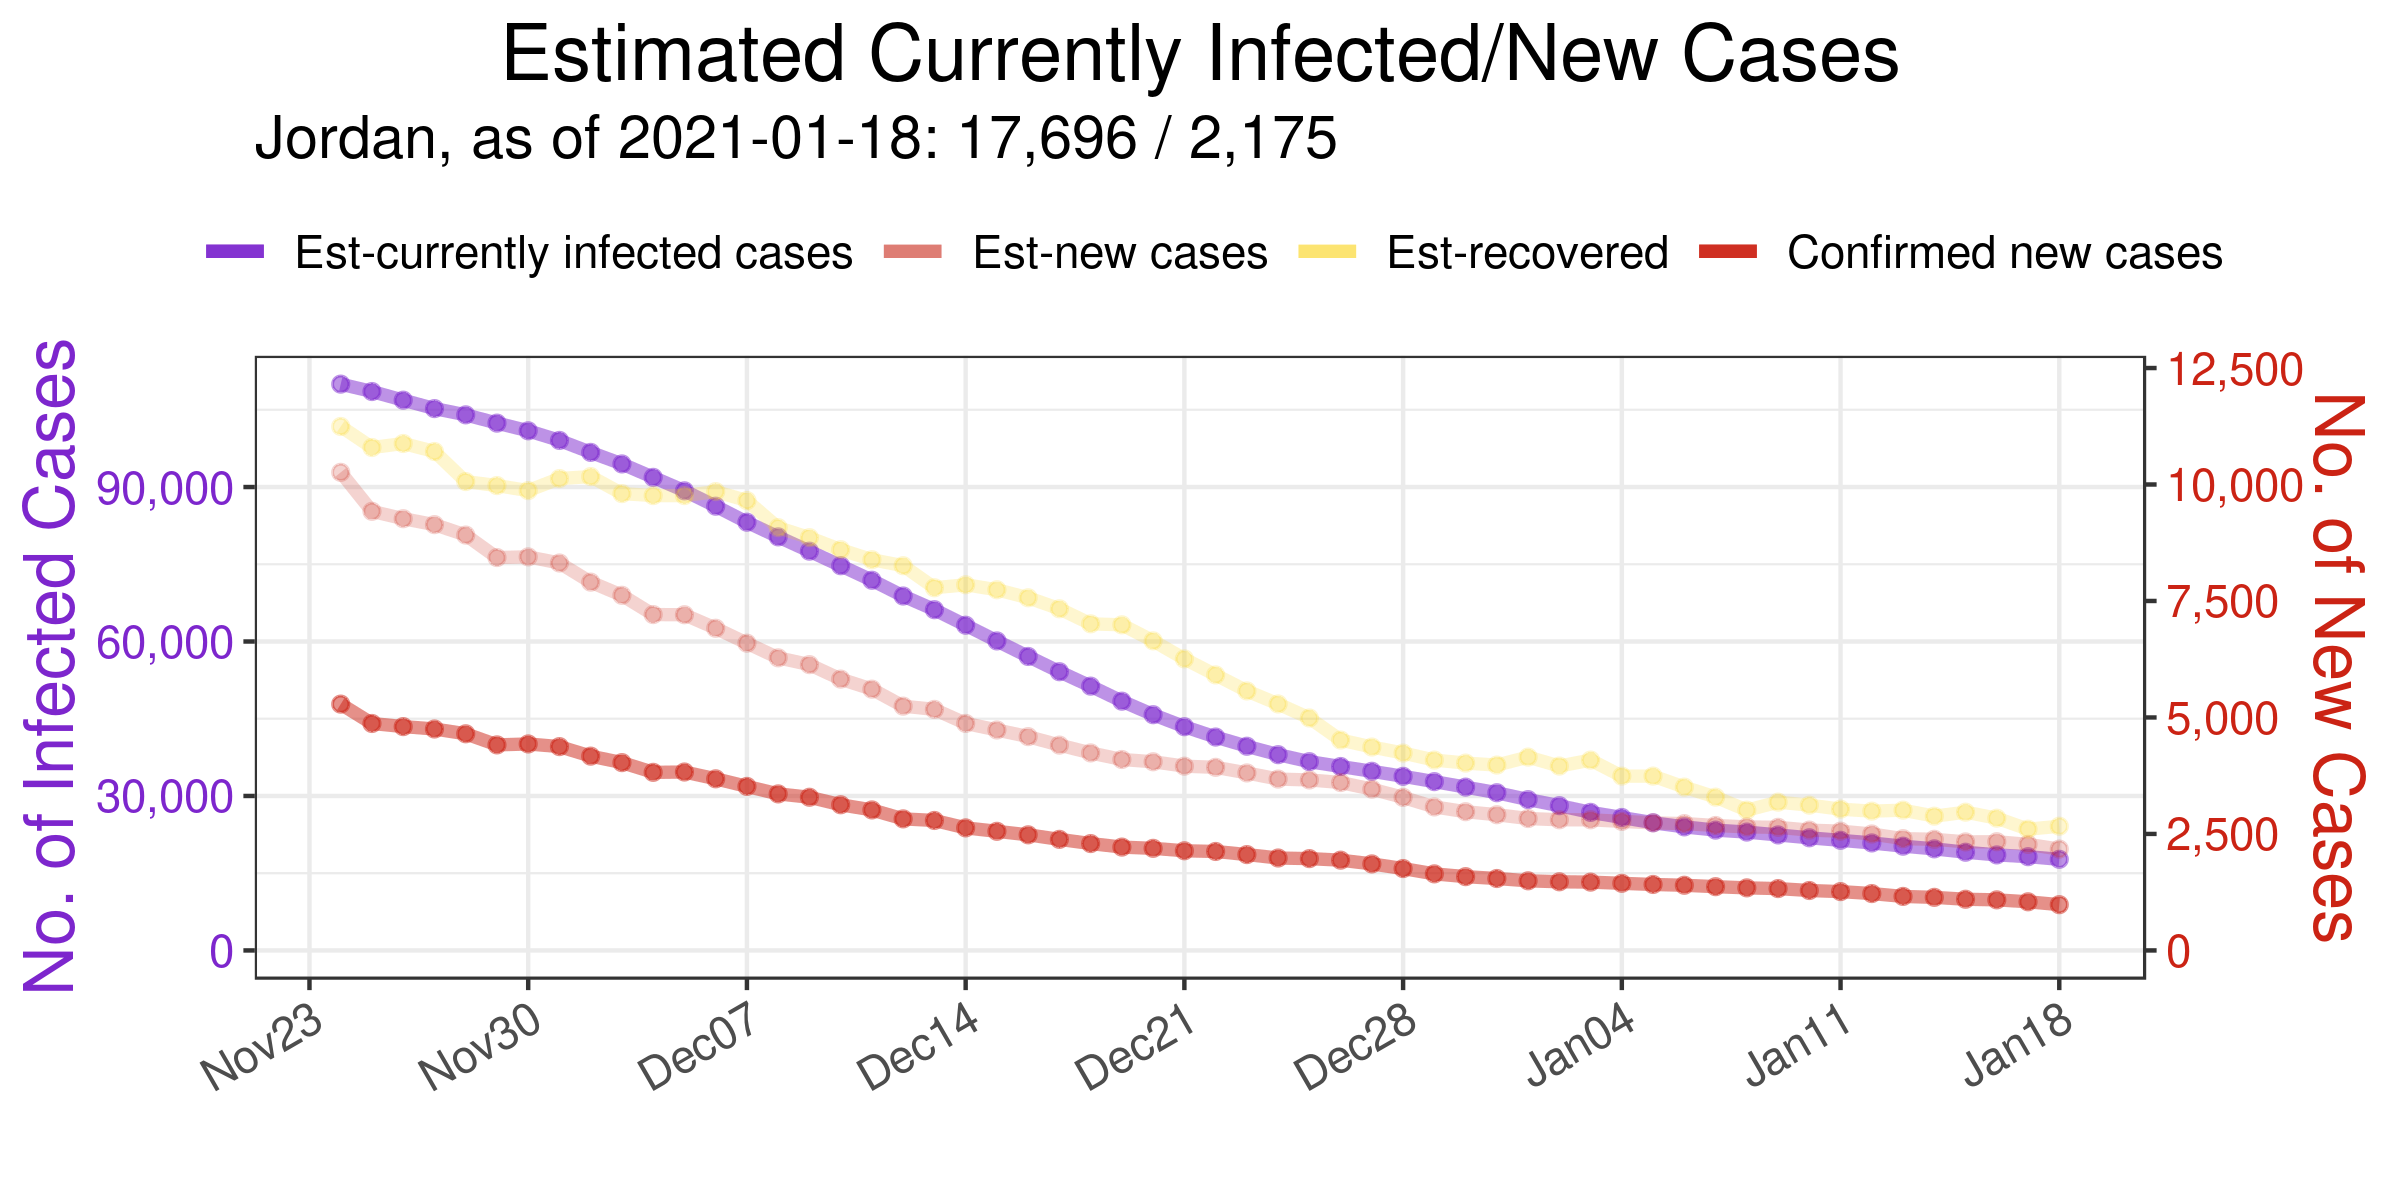 Estimated Currently Infected/New Cases
Jordan, as of 2021-01-18: 17,696 / 2,175
Est-currently infected cases Est-new cases Est-recovered Confirmed new cases
No. of Infected Cases
90,000
60,000
30,000
0
12,500
10,000
7,500
5,000
2,500
0
No. of New Cases
Nov23 Nov30 Dec07 Dec14 Dec21 Dec28 Jan04 Jan11 Jan18